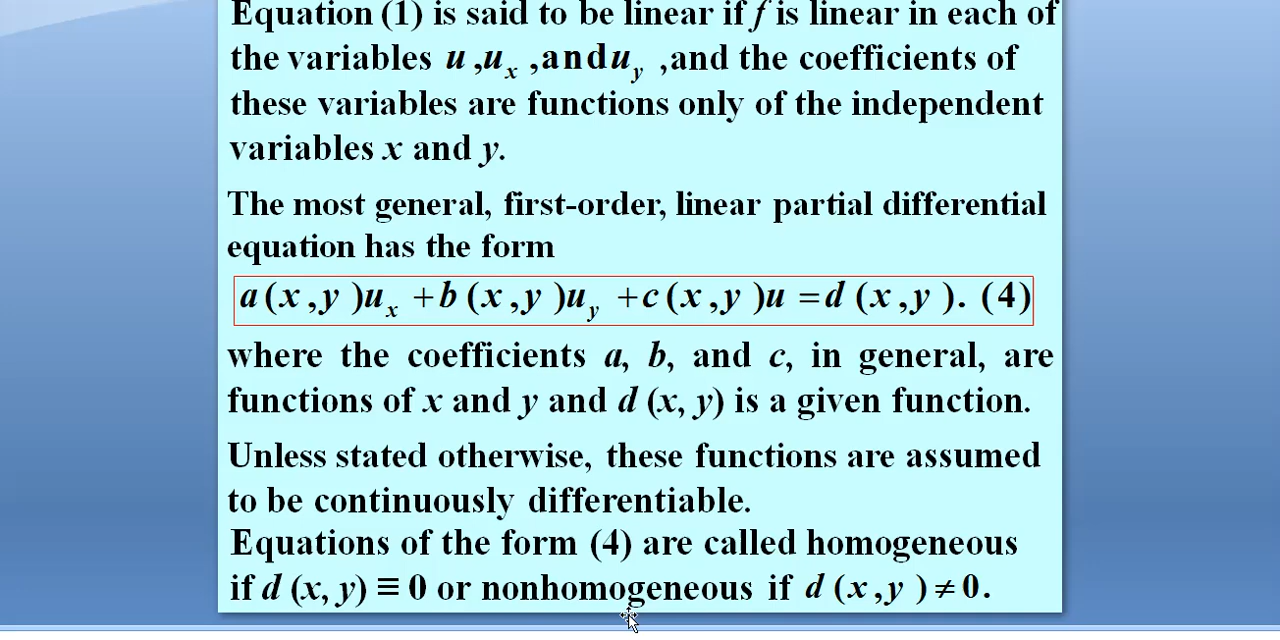 Equation (1) is said to be linear if f is linear in each of
the variables u ,u_x ,and u_y ,and the coefficients of
these variables are functions only of the independent
variables x and y.
The most general, first-order, linear partial differential
equation has the form
a (x ,y )u_x +b (x ,y )u_y +c (x ,y )u =d (x ,y ). (4)
where the coefficients a, b, and c, in general, are
functions of x and y and d (x, y) is a given function.
Unless stated otherwise, these functions are assumed
to be continuously differentiable.
Equations of the form (4) are called homogeneous
if d (x, y) ≡ 0 or nonhomogeneous if d (x ,y ) ≠ 0.